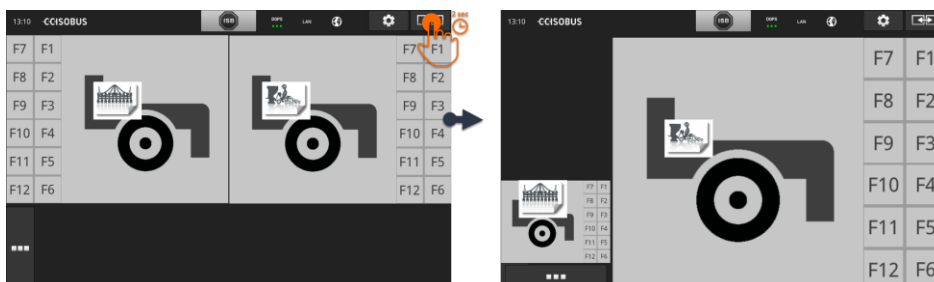 13:10 CCISOBUS ISB DGPS LAN 2 sec
F7 F1 F7 F1
F8 F2 F8 F2
F9 F3 F9 F3
F10 F4 F10 F4
F11 F5 F11 F5
F12 F6 F12 F6
13:10 CCISOBUS ISB DGPS LAN
F7 F1
F8 F2
F9 F3
F10 F4
F11 F5
F12 F6
F7 F1
F8 F2
F9 F3
F10 F4
F11 F5
F12 F6